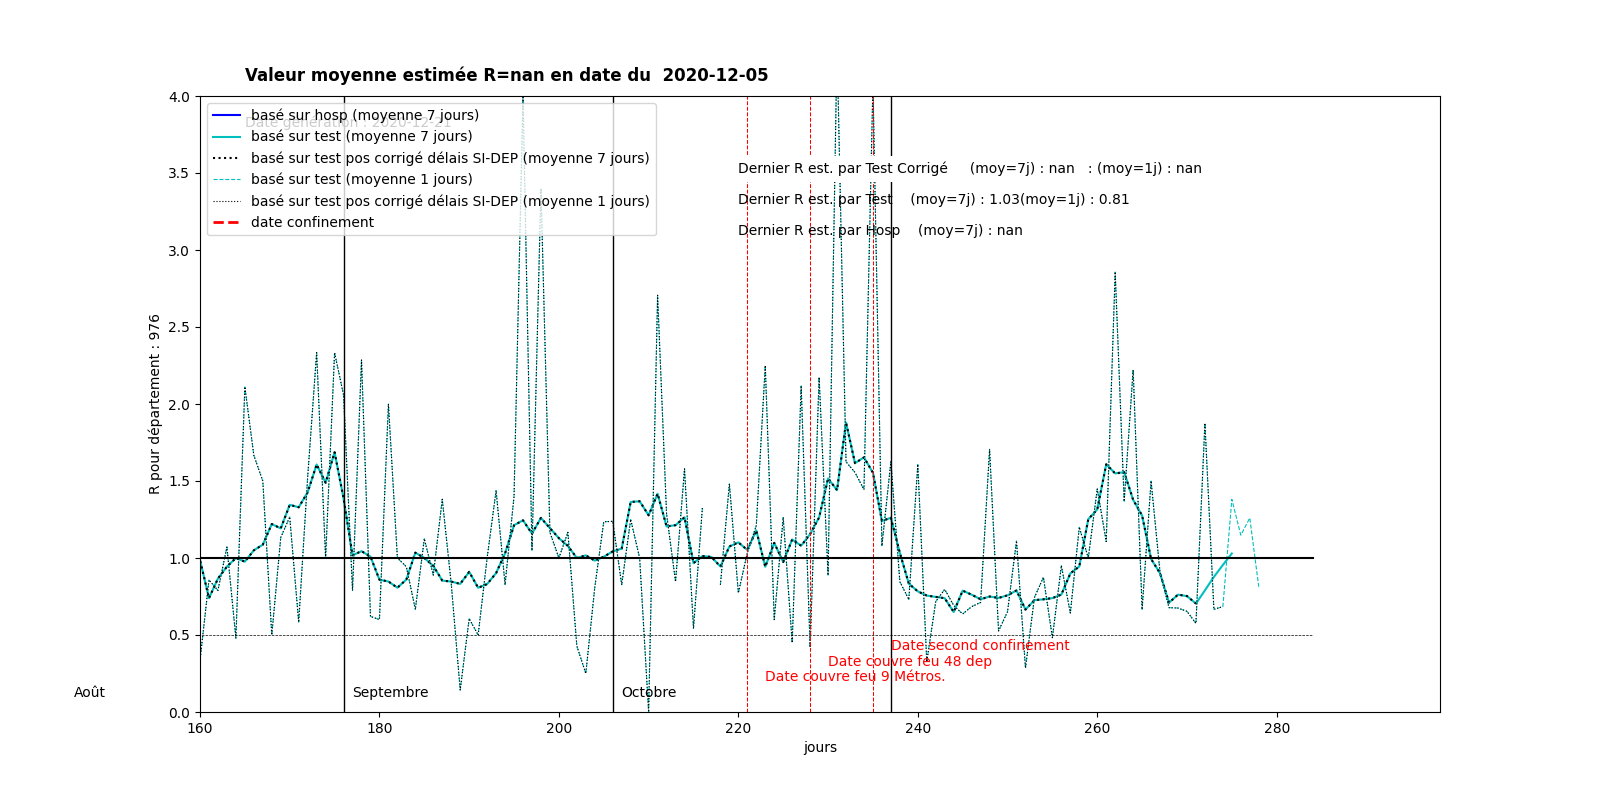 Valeur moyenne estimée R=nan en date du  2020-12-05
Date génération : 2020-12-21
basé sur hosp (moyenne 7 jours)
basé sur test (moyenne 7 jours)
basé sur test pos corrigé délais SI-DEP (moyenne 7 jours)
basé sur test (moyenne 1 jours)
basé sur test pos corrigé délais SI-DEP (moyenne 1 jours)
date confinement
Dernier R est. par Test Corrigé     (moy=7j) : nan   : (moy=1j) : nan
Dernier R est. par Test    (moy=7j) : 1.03(moy=1j) : 0.81
Dernier R est. par Hosp    (moy=7j) : nan
4.0
3.5
3.0
2.5
2.0
1.5
1.0
0.5
0.0
R pour département : 976
Date second confinement
Date couvre feu 48 dep
Date couvre feu 9 Métros.
Août
Septembre
Octobre
160 180 200 220 240 260 280
jours